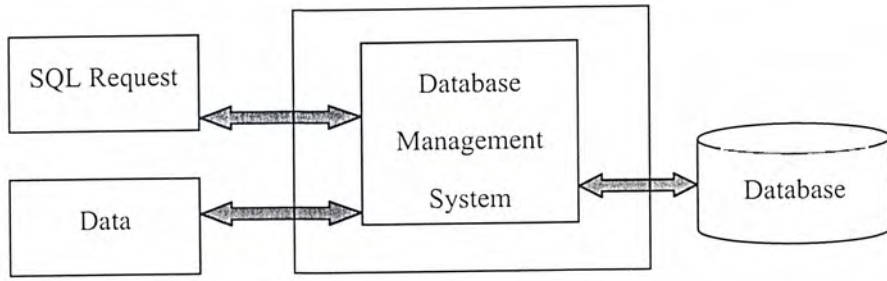 SQL Request
Data
Database
Management
System
Database